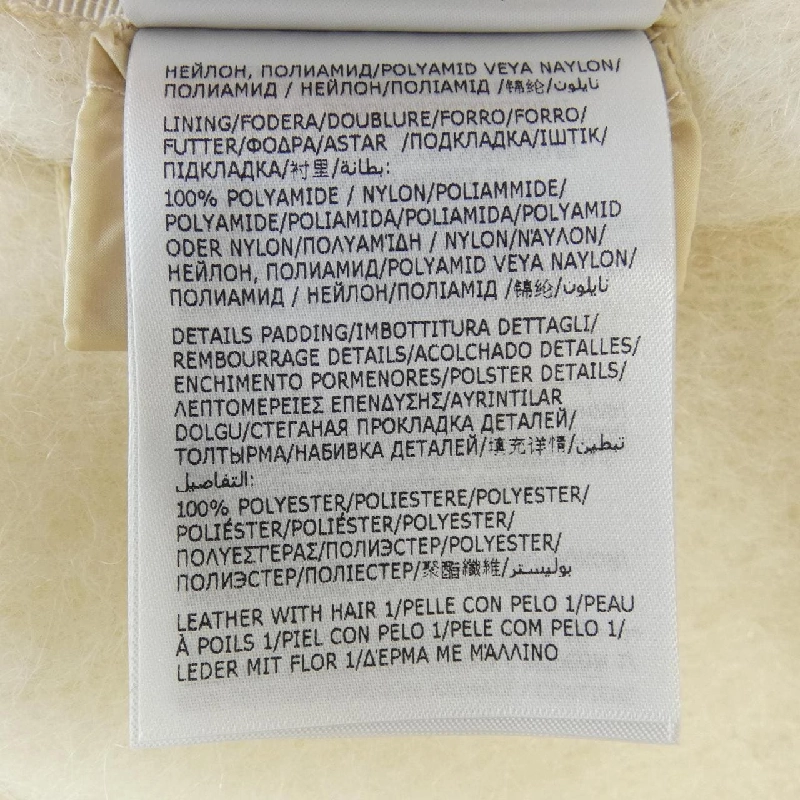 НЕЙЛОН, ПОЛИАМИД/POLYAMID VEYA NAYLON/
ПОЛИАМИД / НЕЙЛОН/ПОЛІАМІД /锦纶/نايلون
LINING/FODERA/DOUBLURE/FORRO/FORRO/
FUTTER/ΦΟΔΡΑ/ASTAR /ПОДКЛАДКА/ІШТІК/
ПІДКЛАДКА/衬里/بطانة:
100% POLYAMIDE / NYLON/POLIAMMIDE/
POLYAMIDE/POLIAMIDA/POLIAMIDA/POLYAMID
ODER NYLON/ΠΟΛΥΑΜΊΔΗ / NYLON/ΝΆΥΛΟΝ/
НЕЙЛОН, ПОЛИАМИД/POLYAMID VEYA NAYLON/
ПОЛИАМИД / НЕЙЛОН/ПОЛІАМІД /锦纶/نايلون
DETAILS PADDING/IMBOTTITURA DETTAGLI/
REMBOURRAGE DETAILS/ACOLCHADO DETALLES/
ENCHIMENTO PORMENORES/POLSTER DETAILS/
ΛΕΠΤΟΜΕΡΕΙΕΣ ΕΠΕΝΔΥΣΗΣ/AYRINTILAR
DOLGU/СТЕГАНАЯ ПРОКЛАДКА ДЕТАЛЕЙ/
ТОЛТЫРМА/НАБИВКА ДЕТАЛЕЙ/填充详情/تبطين
التفاصيل:
100% POLYESTER/POLIESTERE/POLYESTER/
POLIÉSTER/POLIÉSTER/POLYESTER/
ΠΟΛΥΕΣΤΕΡΑΣ/ПОЛИЭСТЕР/POLYESTER/
ПОЛИЭСТЕР/ПОЛІЕСТЕР/聚酯纖維/بوليستر
LEATHER WITH HAIR 1/PELLE CON PELO 1/PEAU
À POILS 1/PIEL CON PELO 1/PELE COM PELO 1/
LEDER MIT FLOR 1/ΔΈΡΜΑ ΜΕ ΜΑΛΛΙΝΟ